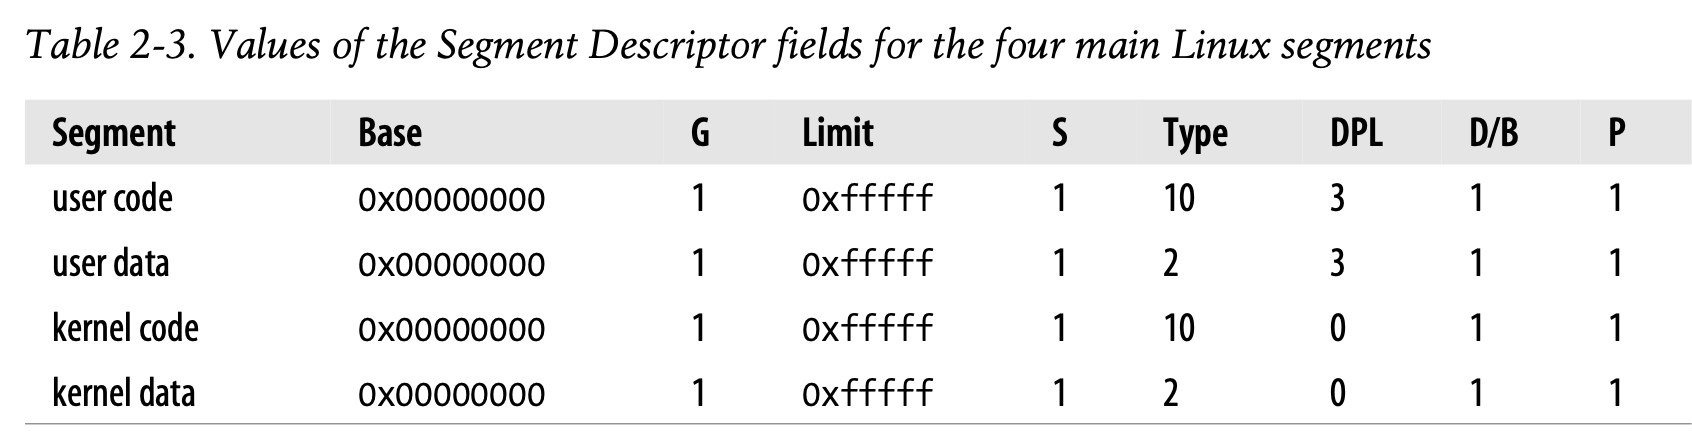 Table 2-3. Values of the Segment Descriptor fields for the four main Linux segments
Segment Base G Limit S Type DPL D/B P
user code 0x00000000 1 0xfffff 1 10 3 1 1
user data 0x00000000 1 0xfffff 1 2 3 1 1
kernel code 0x00000000 1 0xfffff 1 10 0 1 1
kernel data 0x00000000 1 0xfffff 1 2 0 1 1